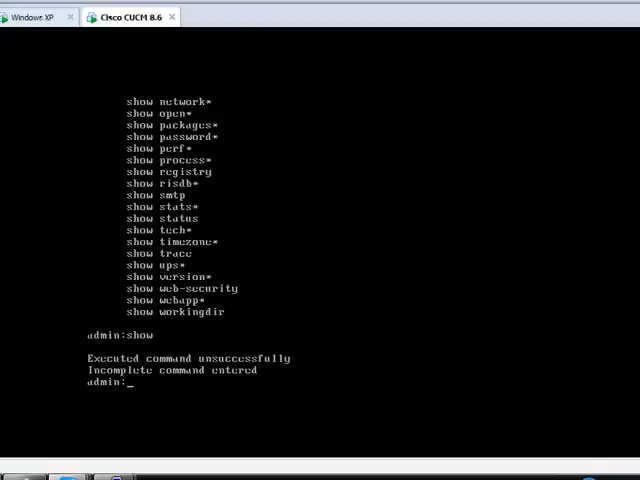 Windows XP
Cisco CUCM 8.6
show network*
show open*
show packages*
show password*
show perf*
show process*
show registry
show risdb*
show smtp
show stats*
show status
show tech*
show timezone*
show trace
show ups*
show version*
show web-security
show webapp*
show workingdir
admin:show
Executed command unsuccessfully
Incomplete command entered
admin:_